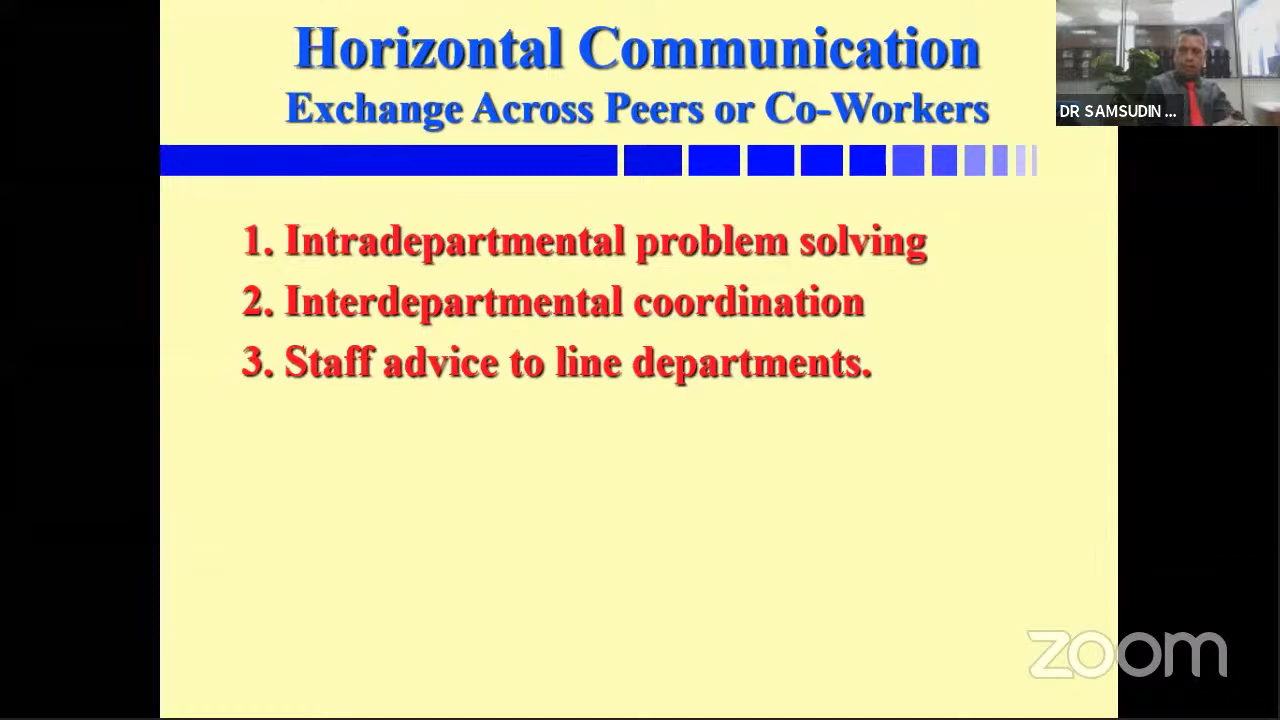 Horizontal Communication
Exchange Across Peers or Co-Workers
DR SAMSUDIN ...
1. Intradepartmental problem solving
2. Interdepartmental coordination
3. Staff advice to line departments.
zoom